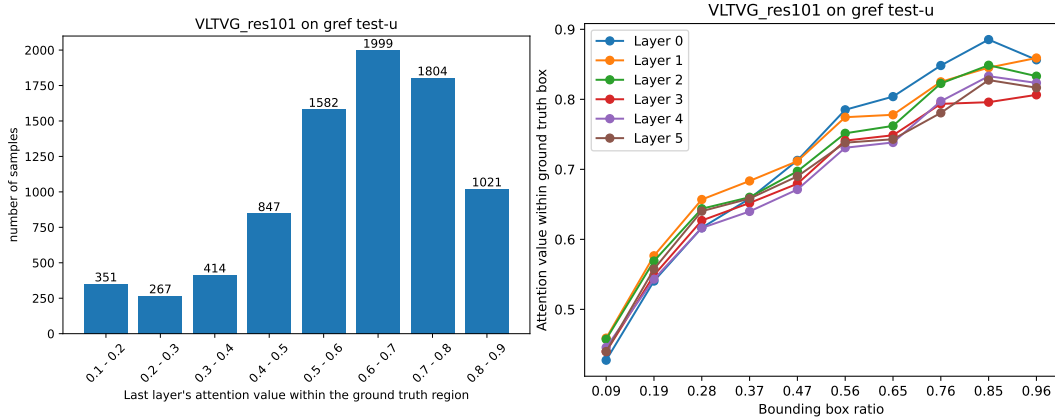 VLTVG_res101 on gref test-u
number of samples
2000
1750
1500
1250
1000
750
500
250
0
351
267
414
847
1582
1999
1804
1021
0.1 - 0.2
0.2 - 0.3
0.3 - 0.4
0.4 - 0.5
0.5 - 0.6
0.6 - 0.7
0.7 - 0.8
0.8 - 0.9
Last layer's attention value within the ground truth region
VLTVG_res101 on gref test-u
Attention value within ground truth box
0.9
0.8
0.7
0.6
0.5
Layer 0
Layer 1
Layer 2
Layer 3
Layer 4
Layer 5
0.09 0.19 0.28 0.37 0.47 0.56 0.65 0.76 0.85 0.96
Bounding box ratio